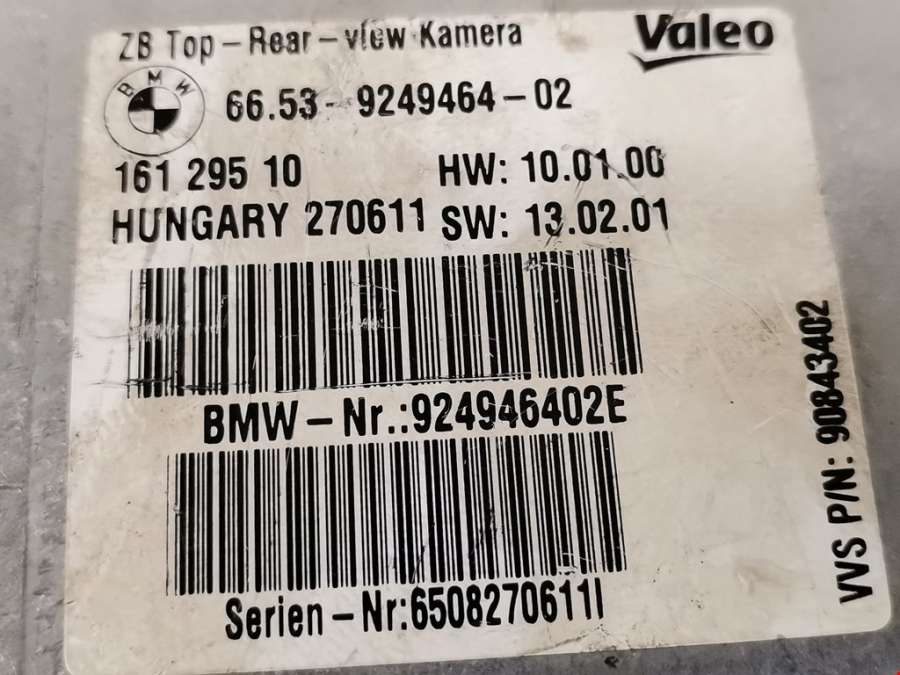 ZB Top-Rear-view Kamera
Valeo
BMW
66.53-9249464-02
161 295 10
HW: 10.01.00
HUNGARY 270611
SW: 13.02.01
BMW-Nr.:924946402E
Serien-Nr:6508270611I
VVS P/N: 90843402